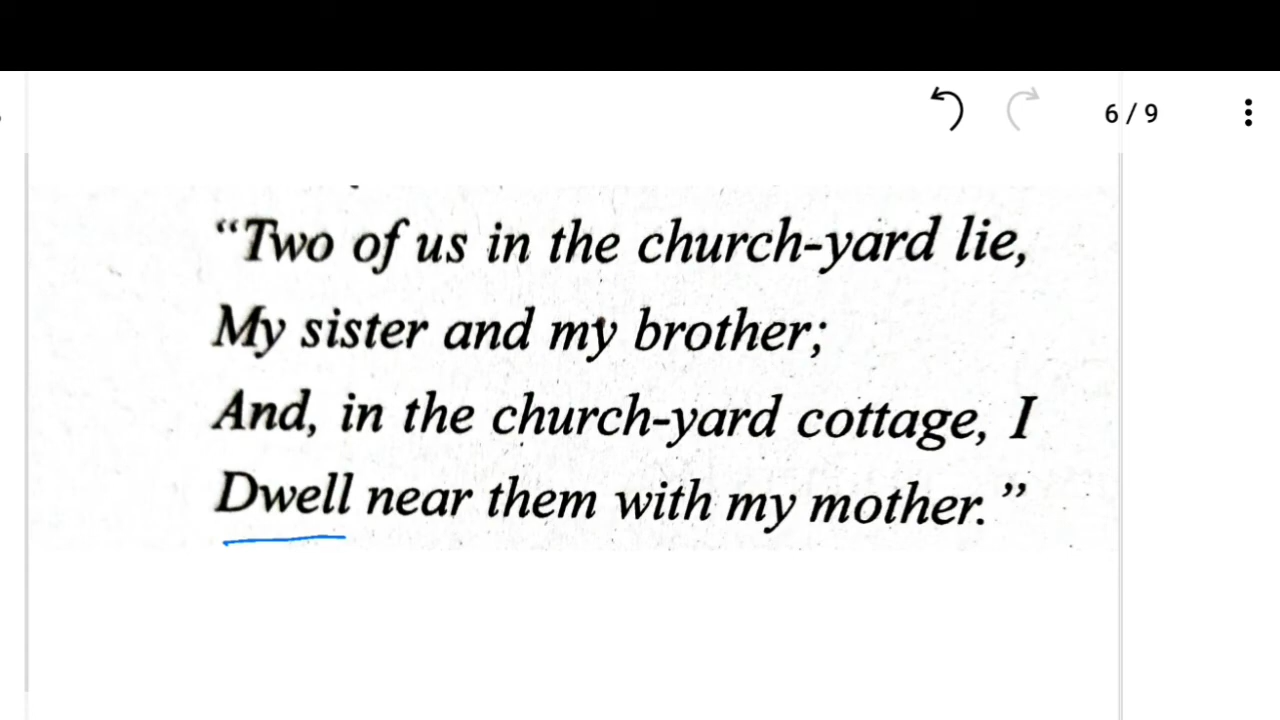 6 / 9
“Two of us in the church-yard lie,
My sister and my brother;
And, in the church-yard cottage, I
Dwell near them with my mother.”